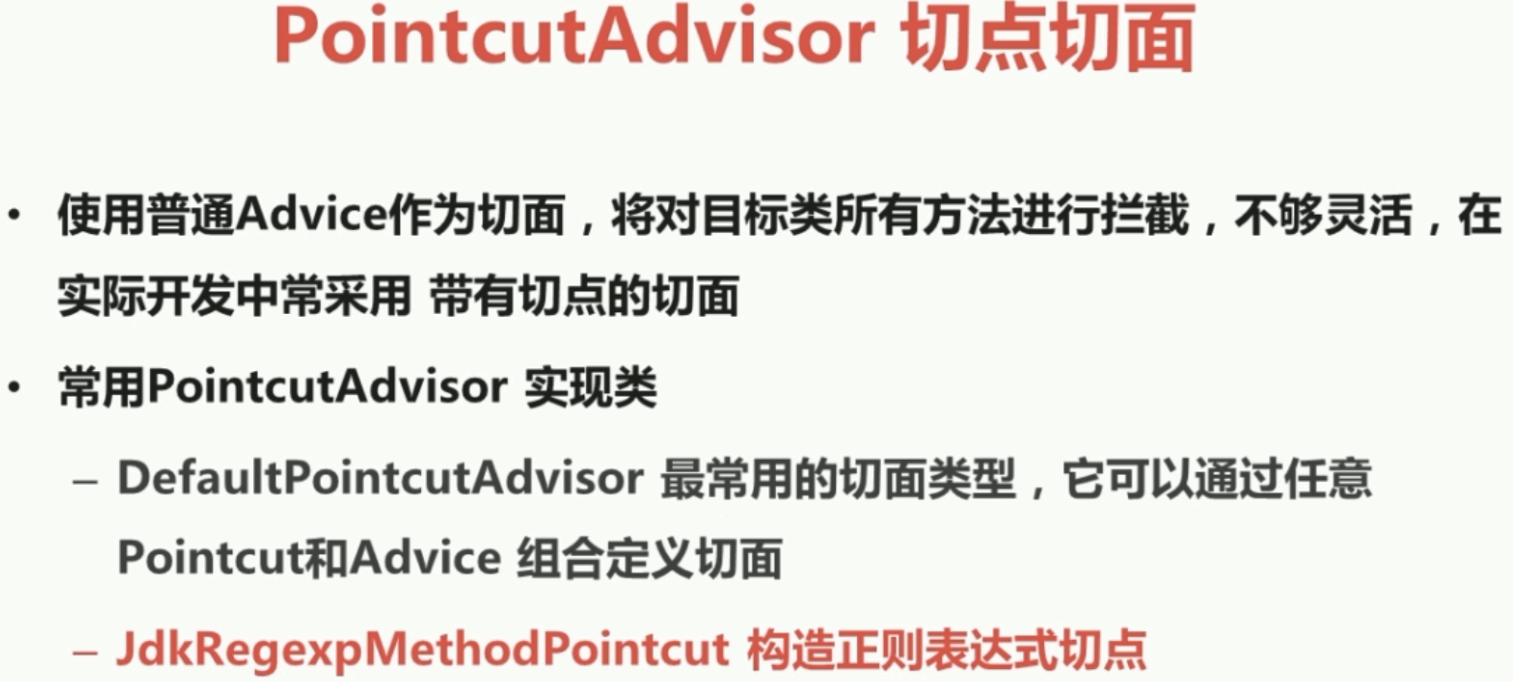 PointcutAdvisor 切点切面
• 使用普通Advice作为切面，将对目标类所有方法进行拦截，不够灵活，在
实际开发中常采用 带有切点的切面
• 常用PointcutAdvisor 实现类
– DefaultPointcutAdvisor 最常用的切面类型，它可以通过任意
Pointcut和Advice 组合定义切面
– JdkRegexpMethodPointcut 构造正则表达式切点